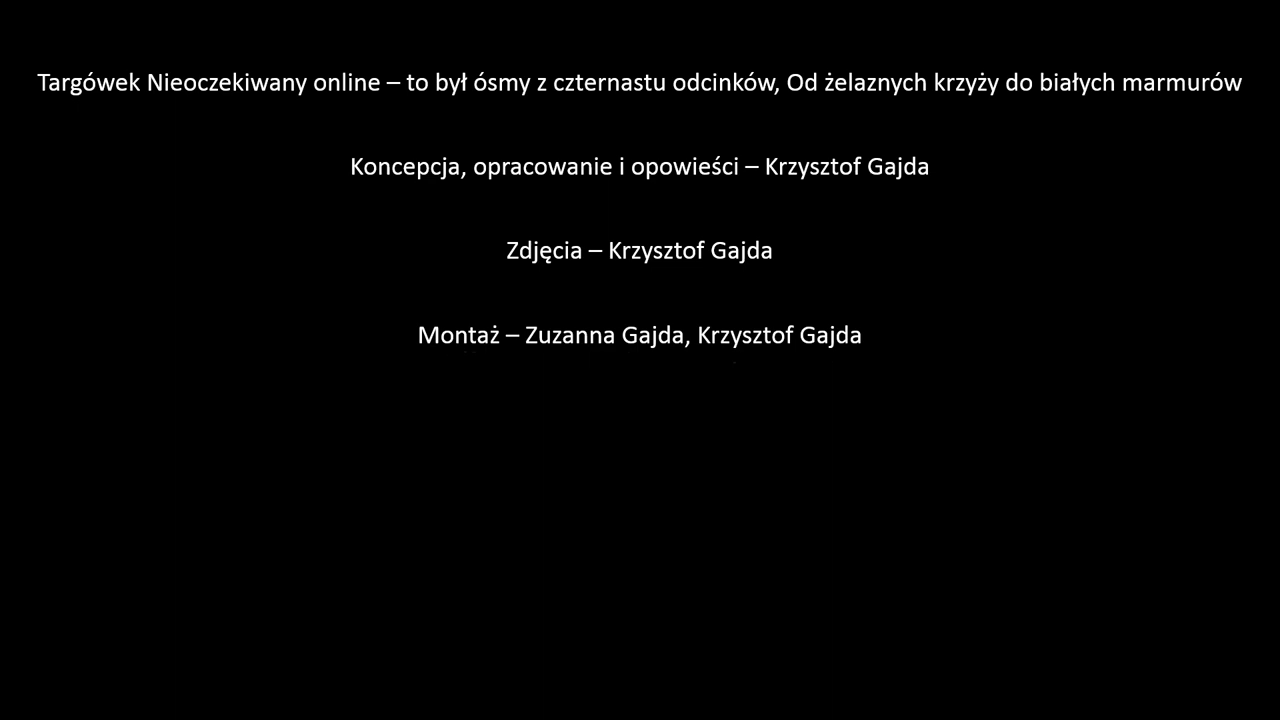 Targówek Nieoczekiwany online – to był ósmy z czternastu odcinków, Od żelaznych krzyży do białych marmurów
Koncepcja, opracowanie i opowieści – Krzysztof Gajda
Zdjęcia – Krzysztof Gajda
Montaż – Zuzanna Gajda, Krzysztof Gajda